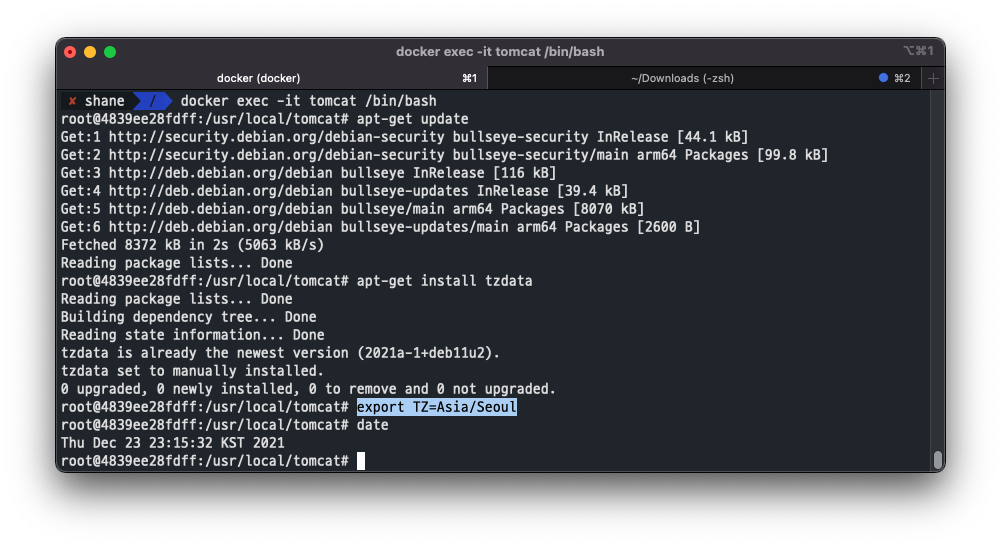 docker exec -it tomcat /bin/bash
⌥⌘1
docker (docker)
⌘1
~/Downloads (-zsh)
⌘2
+
✘ shane / docker exec -it tomcat /bin/bash
root@4839ee28fdff:/usr/local/tomcat# apt-get update
Get:1 http://security.debian.org/debian-security bullseye-security InRelease [44.1 kB]
Get:2 http://security.debian.org/debian-security bullseye-security/main arm64 Packages [99.8 kB]
Get:3 http://deb.debian.org/debian bullseye InRelease [116 kB]
Get:4 http://deb.debian.org/debian bullseye-updates InRelease [39.4 kB]
Get:5 http://deb.debian.org/debian bullseye/main arm64 Packages [8070 kB]
Get:6 http://deb.debian.org/debian bullseye-updates/main arm64 Packages [2600 B]
Fetched 8372 kB in 2s (5063 kB/s)
Reading package lists... Done
root@4839ee28fdff:/usr/local/tomcat# apt-get install tzdata
Reading package lists... Done
Building dependency tree... Done
Reading state information... Done
tzdata is already the newest version (2021a-1+deb11u2).
tzdata set to manually installed.
0 upgraded, 0 newly installed, 0 to remove and 0 not upgraded.
root@4839ee28fdff:/usr/local/tomcat# export TZ=Asia/Seoul
root@4839ee28fdff:/usr/local/tomcat# date
Thu Dec 23 23:15:32 KST 2021
root@4839ee28fdff:/usr/local/tomcat#